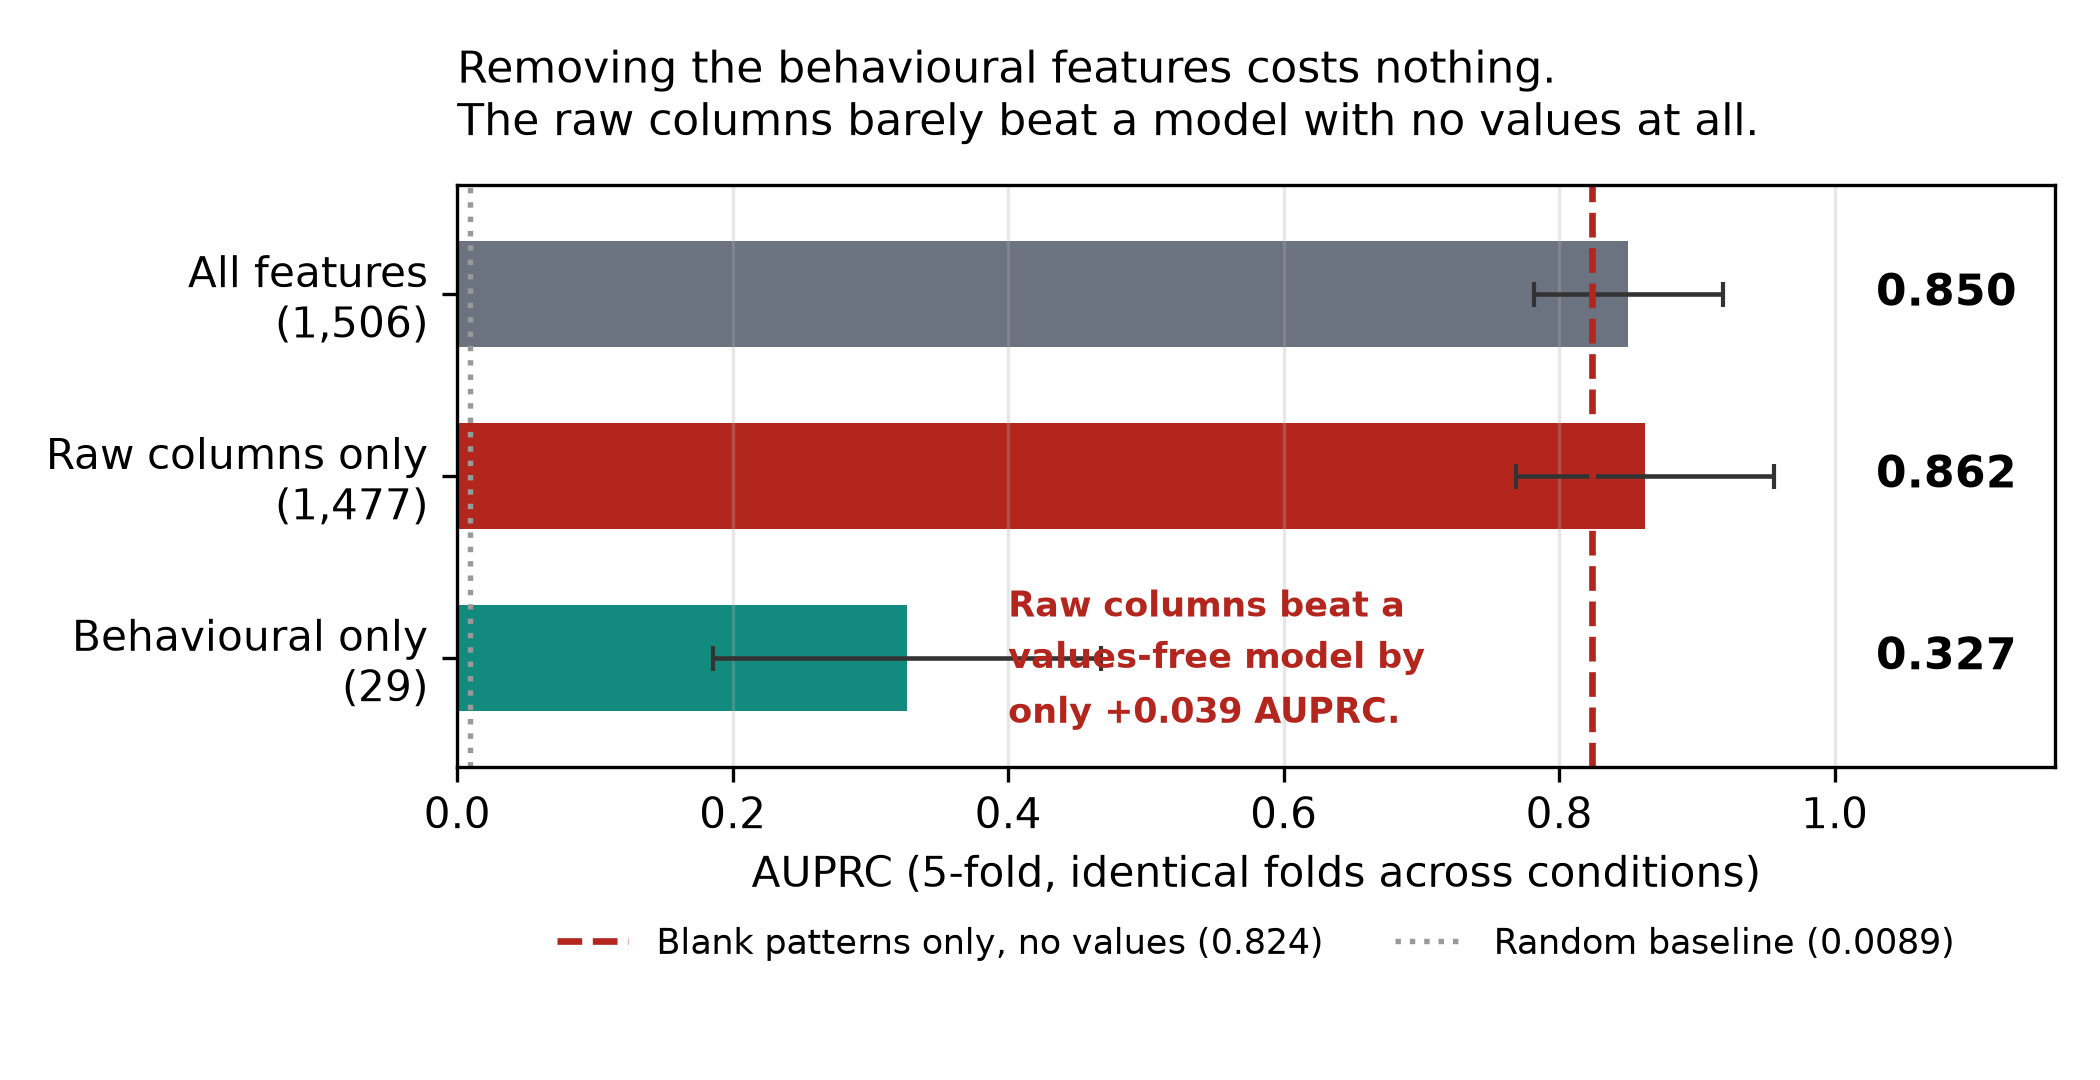 Removing the behavioural features costs nothing.
The raw columns barely beat a model with no values at all.
All features
(1,506)
0.850
Raw columns only
(1,477)
0.862
Behavioural only
(29)
Raw columns beat a
values-free model by
only +0.039 AUPRC.
0.327
0.0 0.2 0.4 0.6 0.8 1.0
AUPRC (5-fold, identical folds across conditions)
Blank patterns only, no values (0.824) Random baseline (0.0089)